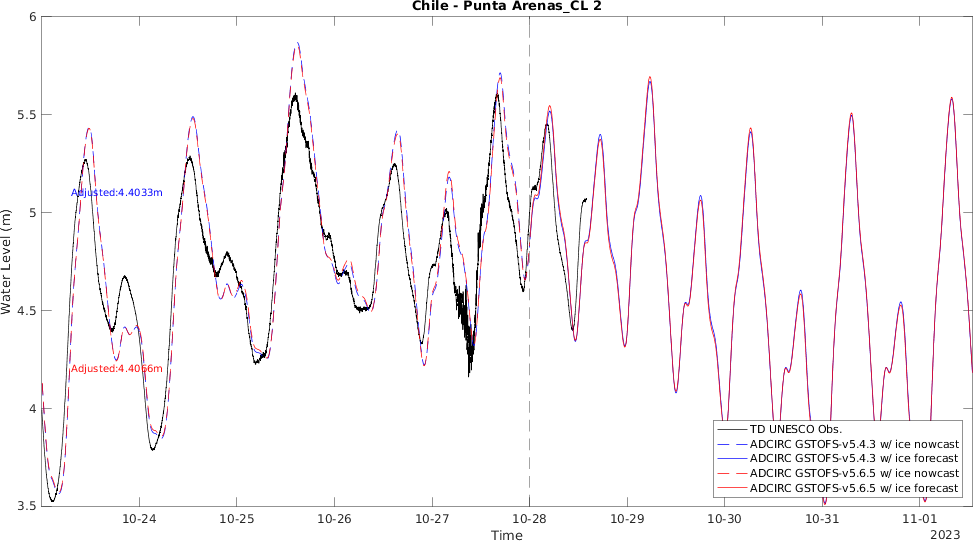 Chile - Punta Arenas_CL 2
6
5.5
5
4.5
4
3.5
Water Level (m)
Adjusted:4.4033m
Adjusted:4.4066m
TD UNESCO Obs.
ADCIRC GSTOFS-v5.4.3 w/ ice nowcast
ADCIRC GSTOFS-v5.4.3 w/ ice forecast
ADCIRC GSTOFS-v5.6.5 w/ ice nowcast
ADCIRC GSTOFS-v5.6.5 w/ ice forecast
10-24 10-25 10-26 10-27 10-28 10-29 10-30 10-31 11-01
Time
2023